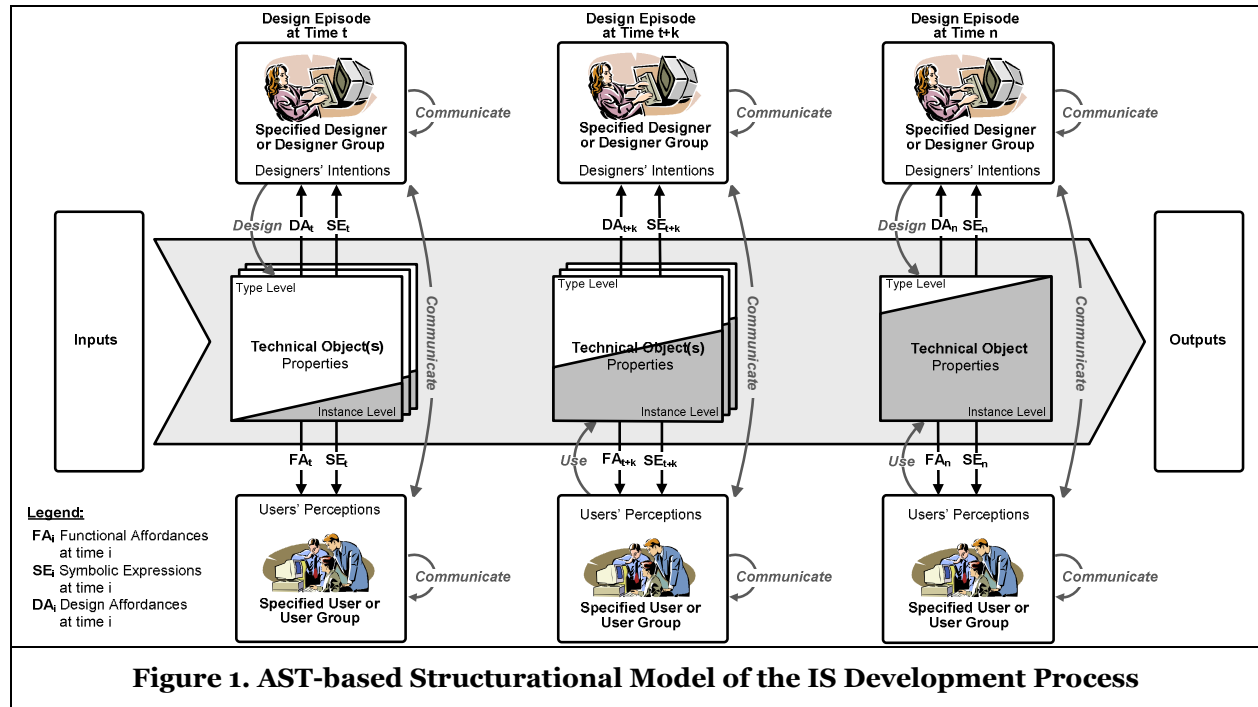 Design Episode
at Time t
Design Episode
at Time t+k
Design Episode
at Time n
Communicate
Communicate
Communicate
Specified Designer
or Designer Group
Specified Designer
or Designer Group
Specified Designer
or Designer Group
Designers' Intentions
Designers' Intentions
Designers' Intentions
Design
DAt
SEt
DAt+k
SEt+k
Design
DAn
SEn
Inputs
Type Level
Technical Object(s)
Properties
Instance Level
Communicate
Type Level
Technical Object(s)
Properties
Instance Level
Communicate
Type Level
Technical Object
Properties
Instance Level
Communicate
Outputs
FAt
SEt
Use
FAt+k
SEt+k
Use
FAn
SEn
Users' Perceptions
Users' Perceptions
Users' Perceptions
Communicate
Communicate
Communicate
Specified User or
User Group
Specified User or
User Group
Specified User or
User Group
Legend:
FAi Functional Affordances
at time i
SEi Symbolic Expressions
at time i
DAi Design Affordances
at time i
Figure 1. AST-based Structurational Model of the IS Development Process